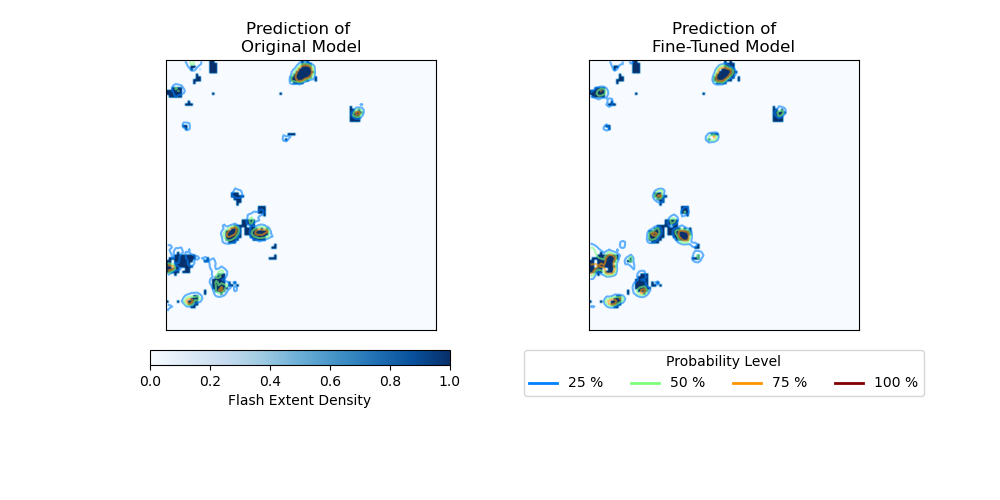 Prediction of
Original Model
Prediction of
Fine-Tuned Model
0.0 0.2 0.4 0.6 0.8 1.0
Flash Extent Density
Probability Level
25 % 50 % 75 % 100 %